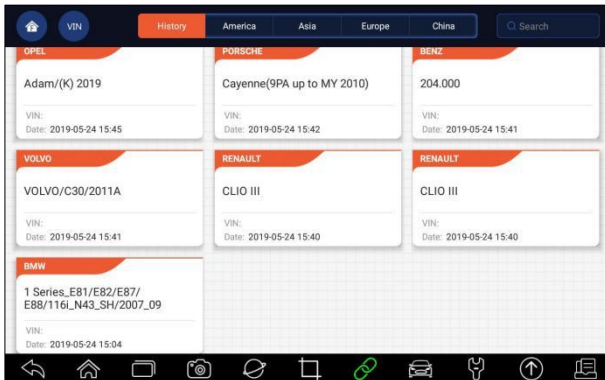 VIN
History
America
Asia
Europe
China
Search
OPEL
PORSCHE
BENZ
Adam/(K) 2019
Cayenne(9PA up to MY 2010)
204.000
VIN:
VIN:
VIN:
Date: 2019-05-24 15:45
Date: 2019-05-24 15:42
Date: 2019-05-24 15:41
VOLVO
RENAULT
RENAULT
VOLVO/C30/2011A
CLIO III
CLIO III
VIN:
VIN:
VIN:
Date: 2019-05-24 15:41
Date: 2019-05-24 15:40
Date: 2019-05-24 15:40
BMW
1 Series_E81/E82/E87/
E88/116i_N43_SH/2007_09
VIN:
Date: 2019-05-24 15:04